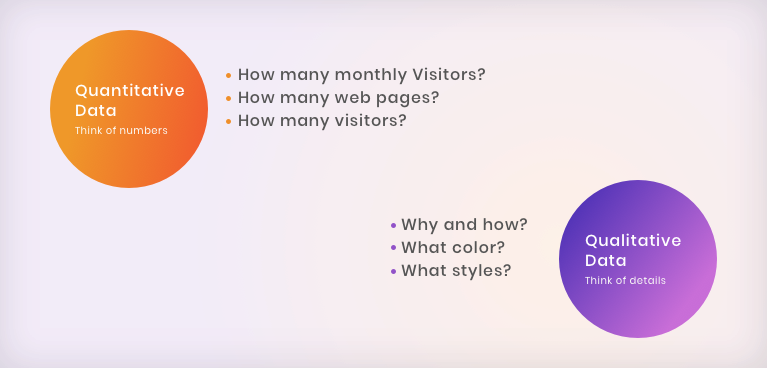 Quantitative
Data
Think of numbers
• How many monthly Visitors?
• How many web pages?
• How many visitors?
• Why and how?
• What color?
• What styles?
Qualitative
Data
Think of details